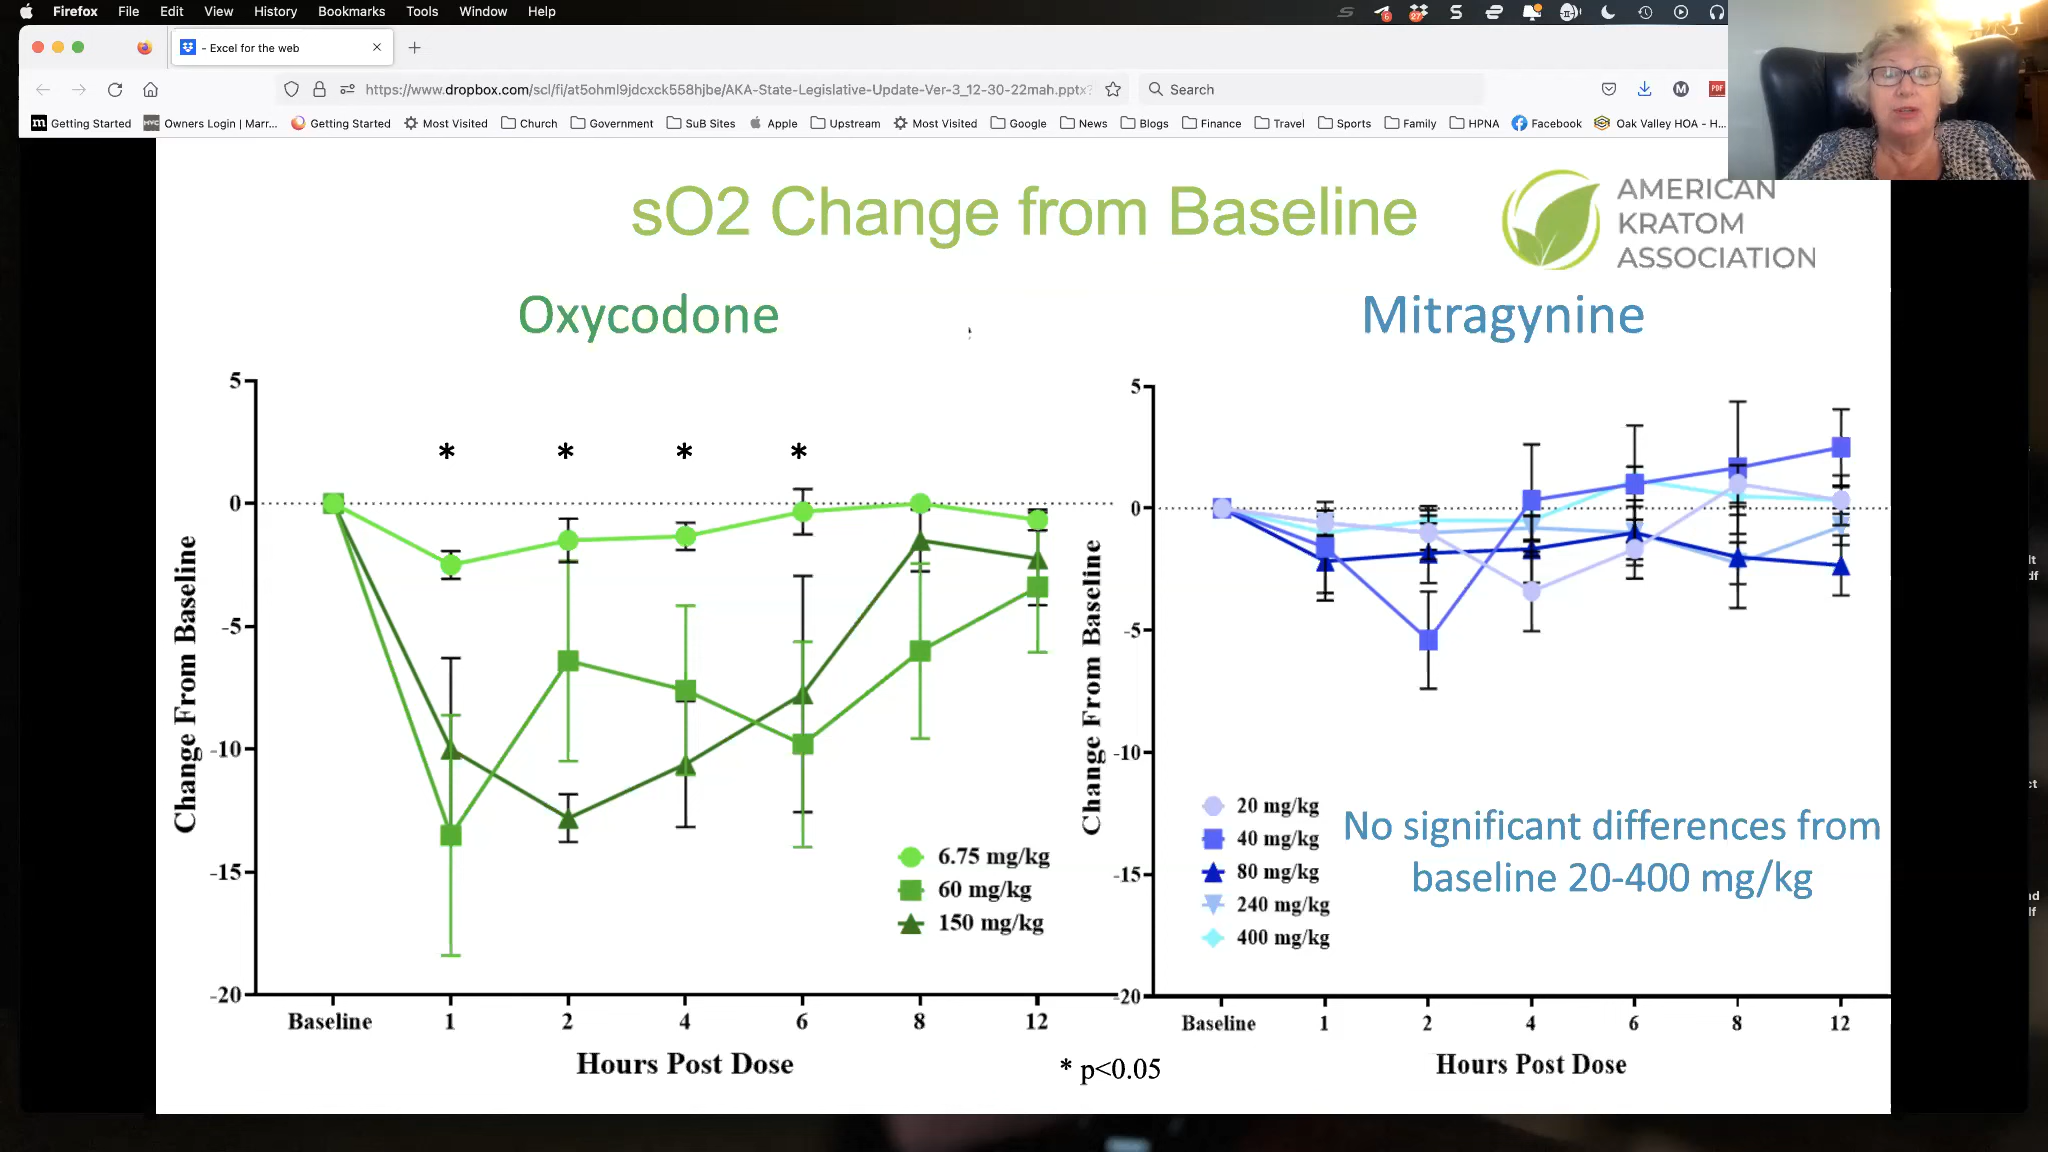 Firefox File Edit View History Bookmarks Tools Window Help
- Excel for the web
https://www.dropbox.com/scl/fi/at5ohml9jdcxck558hjbe/AKA-State-Legislative-Update-Ver-3_12-30-22mah.pptx?
Search
Getting Started Owners Login | Marr... Getting Started Most Visited Church Government SuB Sites Apple Upstream Most Visited Google News Blogs Finance Travel Sports Family HPNA Facebook Oak Valley HOA - H...
sO2 Change from Baseline
AMERICAN
KRATOM
ASSOCIATION
Oxycodone
5
0
-5
-10
-15
-20
Change From Baseline
* * * *
6.75 mg/kg
60 mg/kg
150 mg/kg
Baseline 1 2 4 6 8 12
Hours Post Dose
* p<0.05
Mitragynine
5
0
-5
-10
-15
-20
Change From Baseline
20 mg/kg
40 mg/kg
80 mg/kg
240 mg/kg
400 mg/kg
No significant differences from
baseline 20-400 mg/kg
Baseline 1 2 4 6 8 12
Hours Post Dose